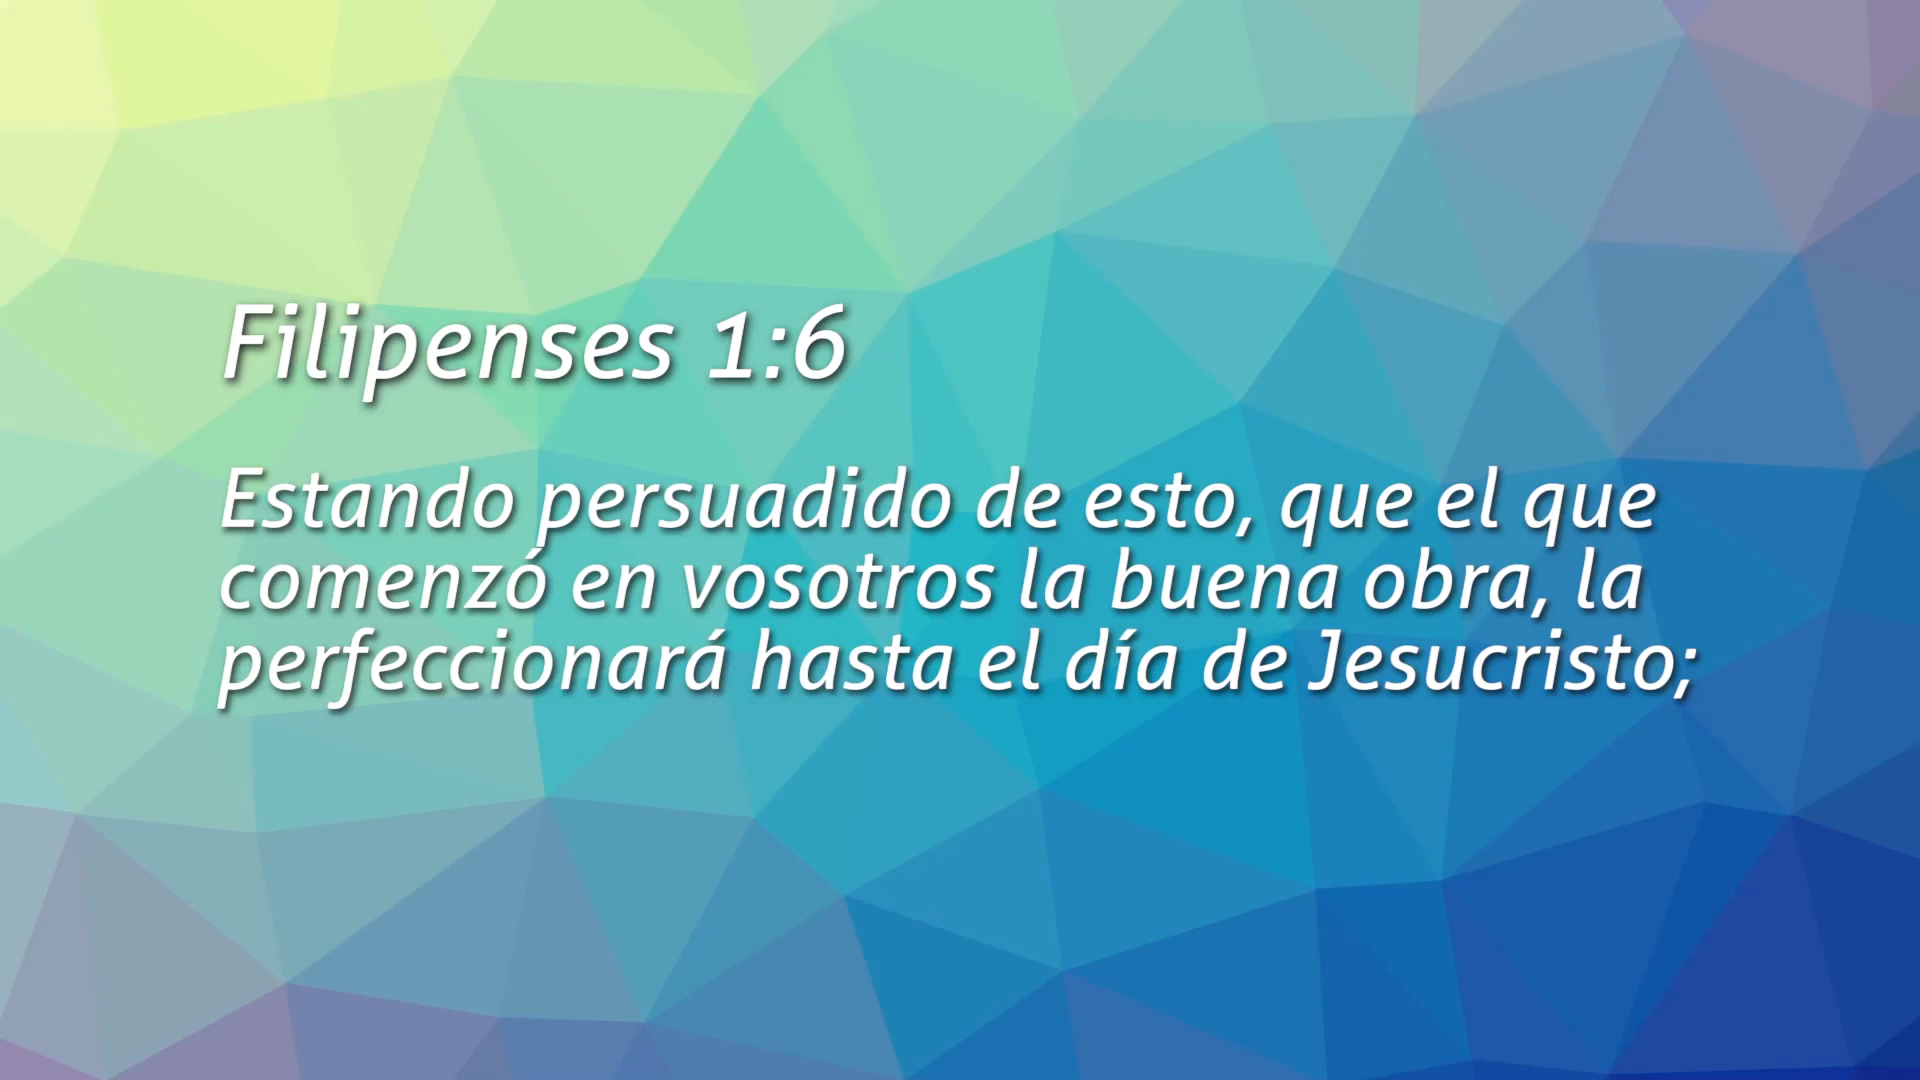 Filipenses 1:6
Estando persuadido de esto, que el que
comenzó en vosotros la buena obra, la
perfeccionará hasta el día de Jesucristo;